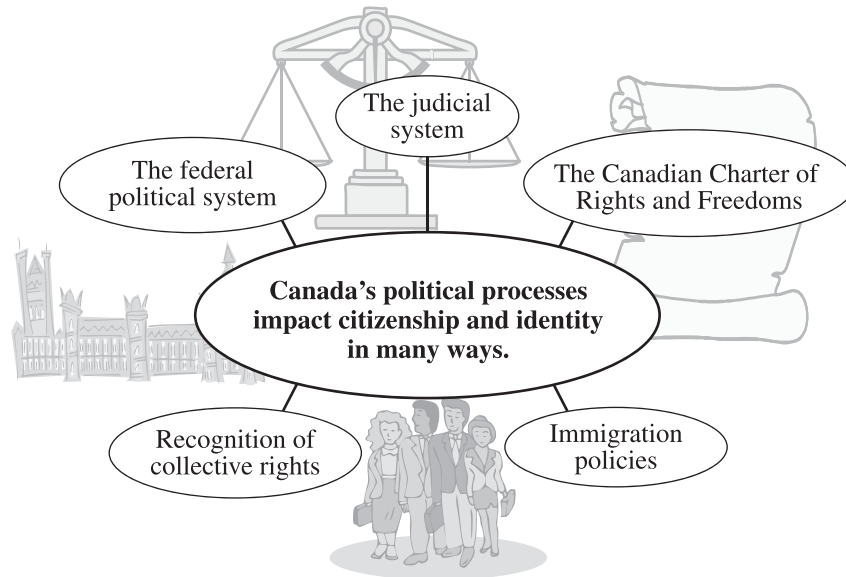 The judicial
system
The federal
political system
The Canadian Charter of
Rights and Freedoms
Canada’s political processes
impact citizenship and identity
in many ways.
Recognition of
collective rights
Immigration
policies